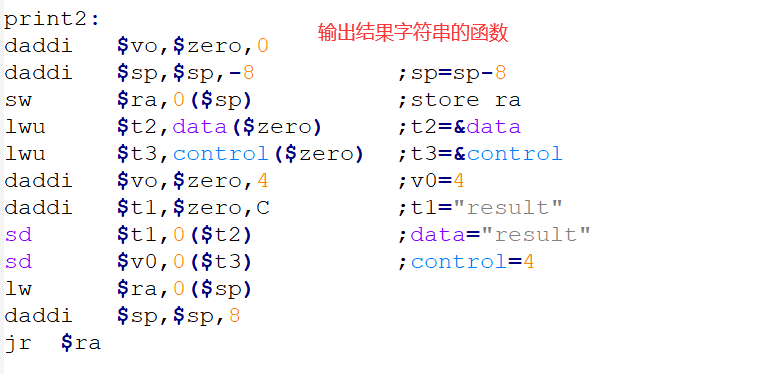 print2:
输出结果字符串的函数
daddi $vo,$zero,0
daddi $sp,$sp,-8 ;sp=sp-8
sw $ra,0($sp) ;store ra
lwu $t2,data($zero) ;t2=&data
lwu $t3,control($zero) ;t3=&control
daddi $vo,$zero,4 ;v0=4
daddi $t1,$zero,C ;t1="result"
sd $t1,0($t2) ;data="result"
sd $v0,0($t3) ;control=4
lw $ra,0($sp)
daddi $sp,$sp,8
jr $ra